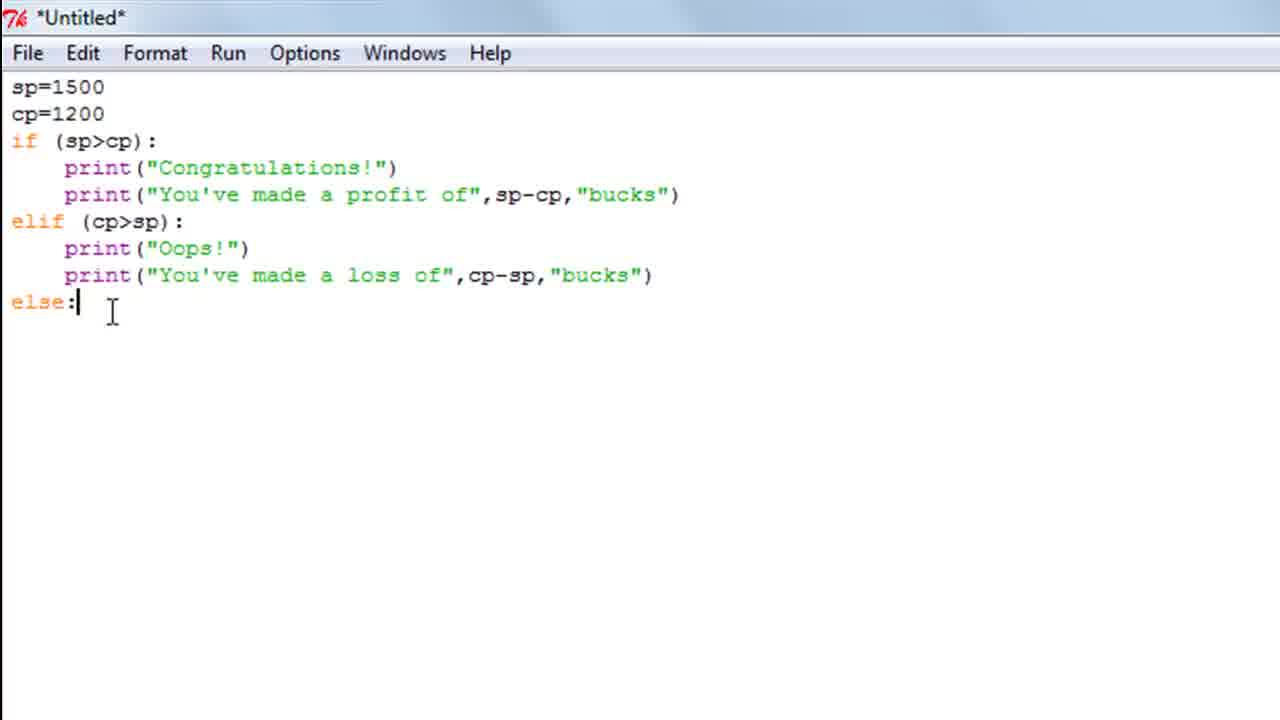 *Untitled*
File Edit Format Run Options Windows Help
sp=1500
cp=1200
if (sp>cp):
    print("Congratulations!")
    print("You've made a profit of",sp-cp,"bucks")
elif (cp>sp):
    print("Oops!")
    print("You've made a loss of",cp-sp,"bucks")
else: